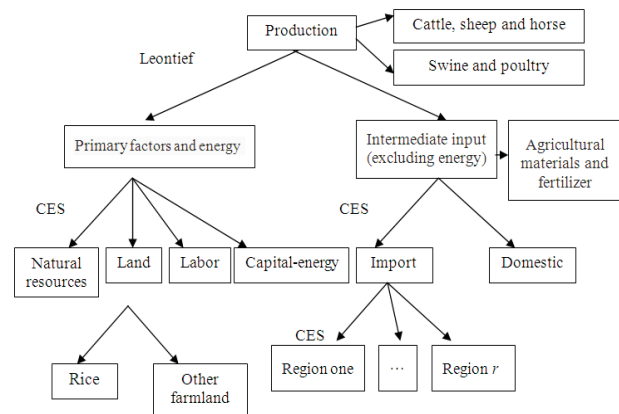 Production
Cattle, sheep and horse
Swine and poultry
Leontief
Primary factors and energy
Intermediate input
(excluding energy)
Agricultural
materials and
fertilizer
CES
CES
Natural
resources
Land
Labor
Capital-energy
Import
Domestic
CES
Rice
Other
farmland
Region one
...
Region r